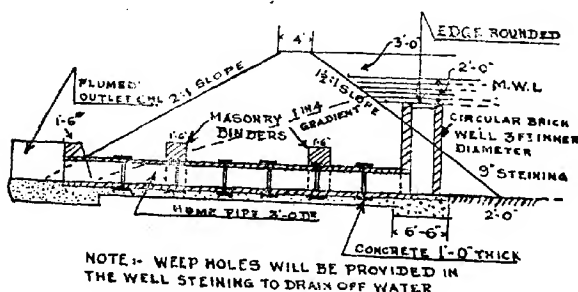 EDGE ROUNDED
4'
3'-0"
2'-0"
M.W.L
FLUMED
OUTLET CHL
2:1 SLOPE
1½:1 SLOPE
1'-6"
MASONRY
BINDERS
1 IN 4
GRADIENT
1'-6"
1'-6"
CIRCULAR BRICK
WELL 3 FT INNER
DIAMETER
9" STEINING
HOME PIPE 3'-0"
2'-0"
6'-6"
CONCRETE 1'-0" THICK
NOTE:- WEEP HOLES WILL BE PROVIDED IN
THE WELL STEINING TO DRAIN OFF WATER